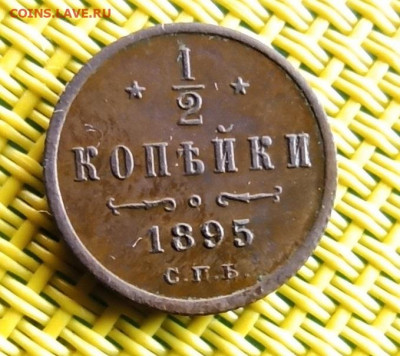 COINS.LAVE.RU
1/2
КОПѢЙКИ
1895
С.П.Б.